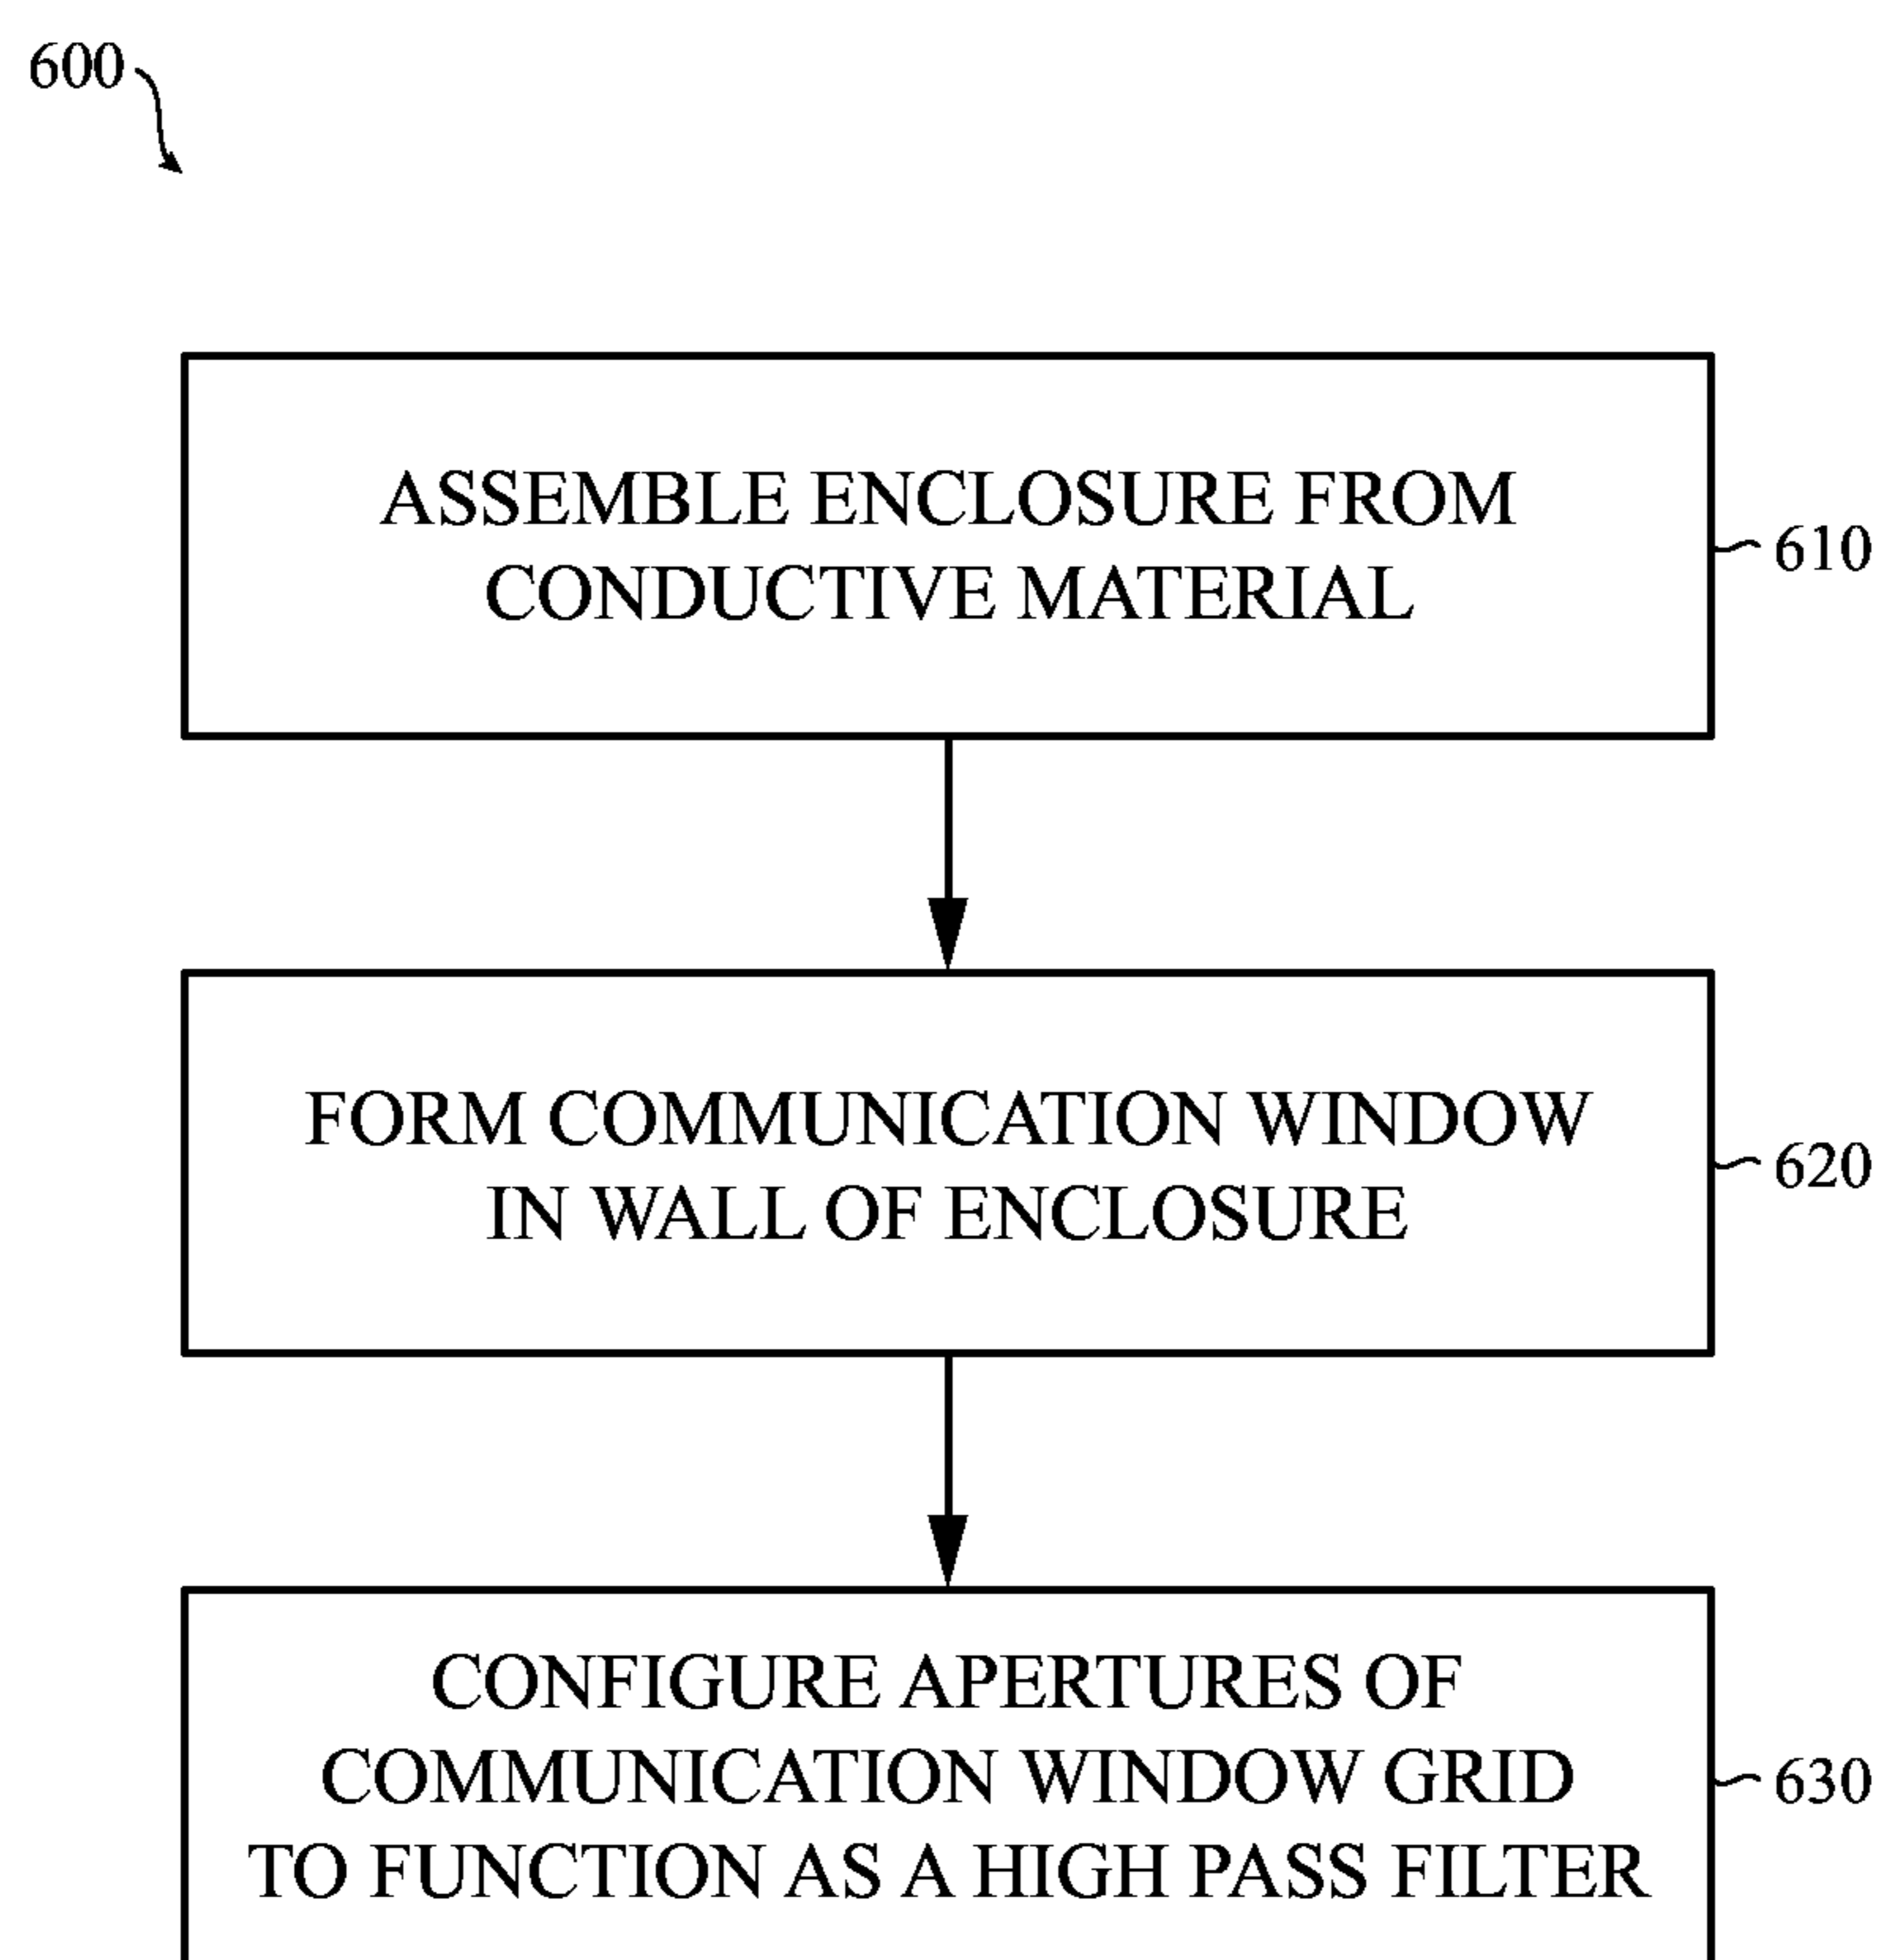 600
ASSEMBLE ENCLOSURE FROM
CONDUCTIVE MATERIAL
610
FORM COMMUNICATION WINDOW
IN WALL OF ENCLOSURE
620
CONFIGURE APERTURES OF
COMMUNICATION WINDOW GRID
TO FUNCTION AS A HIGH PASS FILTER
630